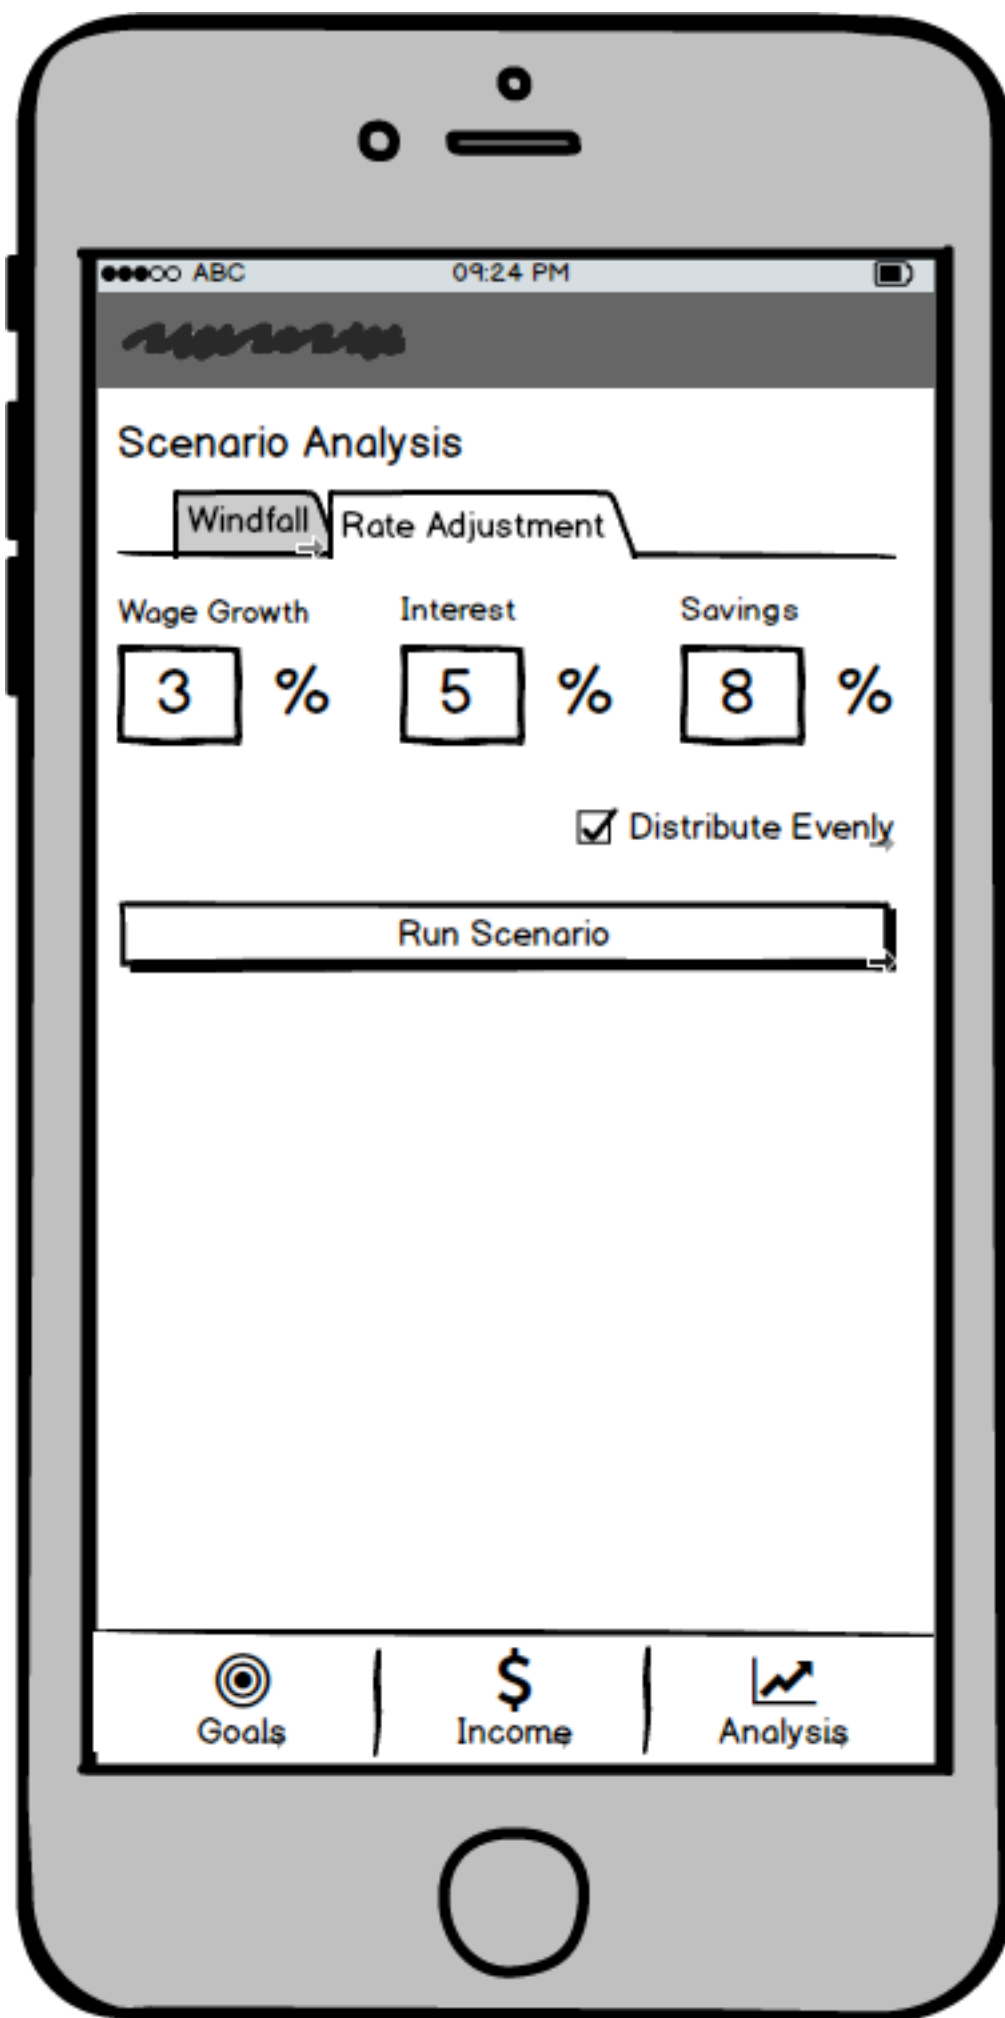 ABC 09:24 PM
Scenario Analysis
Windfall Rate Adjustment
Wage Growth Interest Savings
3 % 5 % 8 %
Distribute Evenly
Run Scenario
$
Goals Income Analysis